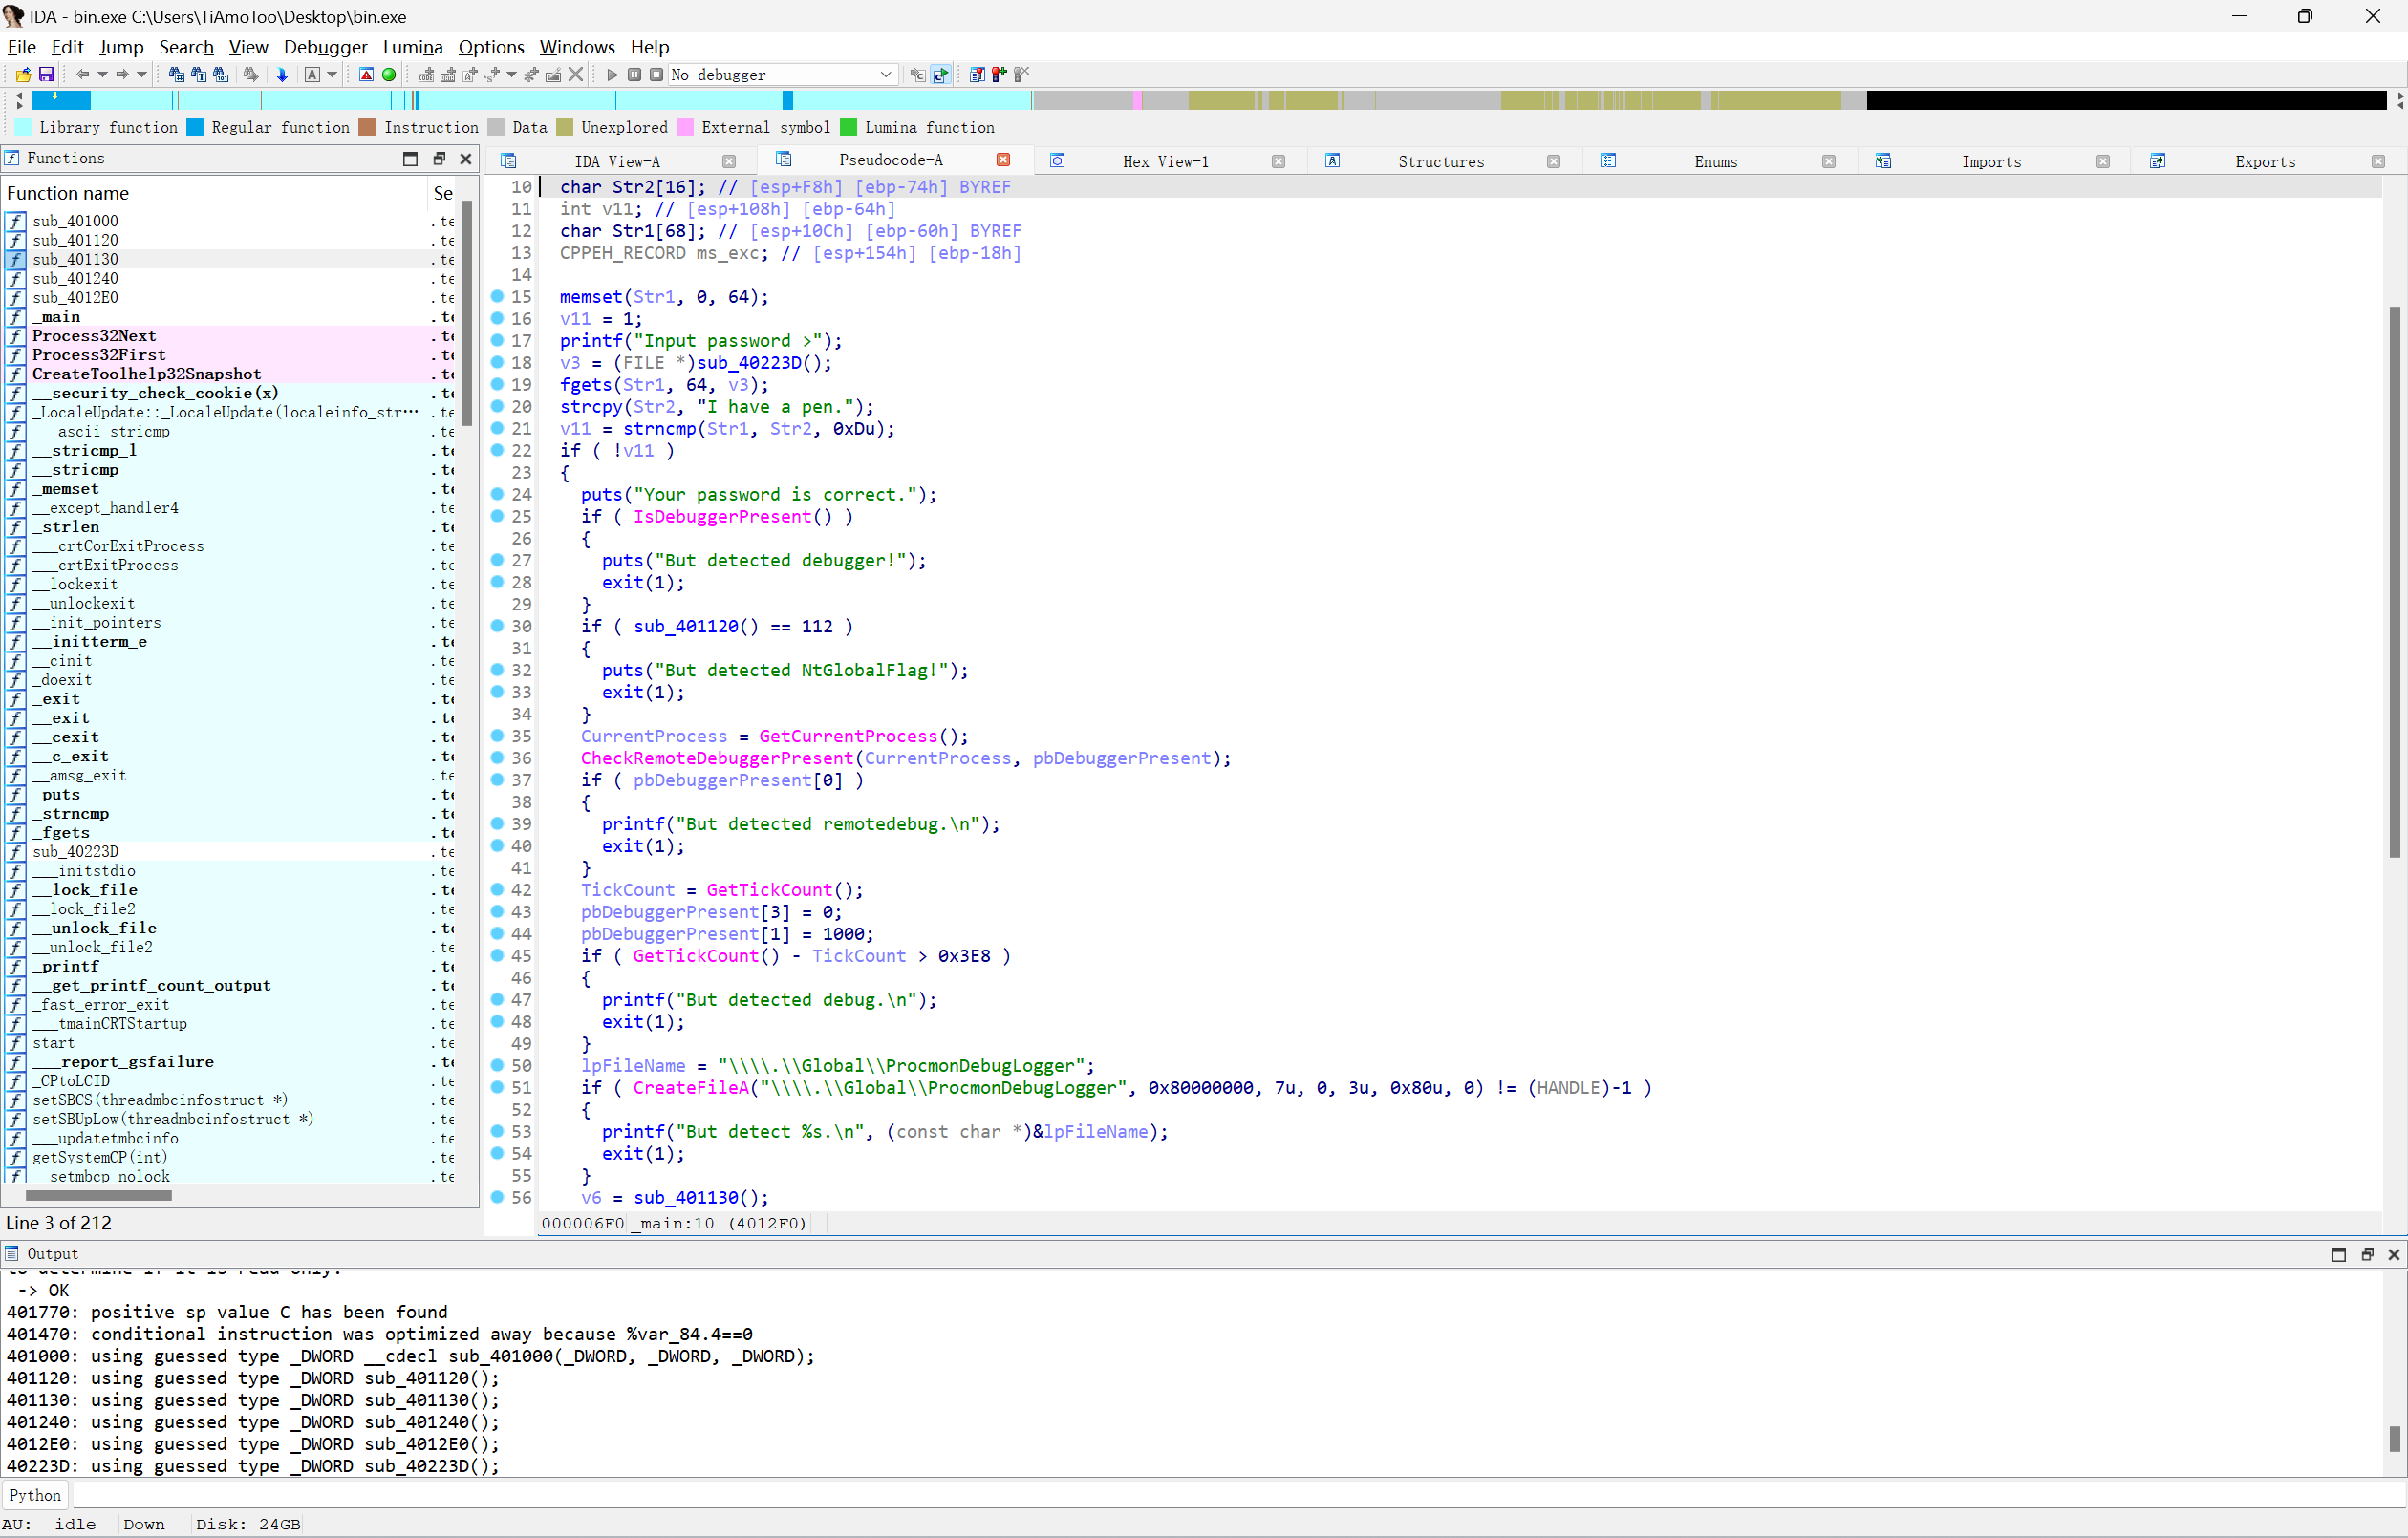 IDA - bin.exe C:\Users\TiAmoToo\Desktop\bin.exe
File Edit Jump Search View Debugger Lumina Options Windows Help
No debugger
Library function Regular function Instruction Data Unexplored External symbol Lumina function
Functions
Function name Se
sub_401000 .te
sub_401120 .te
sub_401130 .te
sub_401240 .te
sub_4012E0 .te
_main .te
Process32Next .te
Process32First .te
CreateToolhelp32Snapshot .te
__security_check_cookie(x) .te
_LocaleUpdate::_LocaleUpdate(localeinfo_str… .te
___ascii_stricmp .te
__stricmp_l .te
__stricmp .te
_memset .te
__except_handler4 .te
_strlen .te
___crtCorExitProcess .te
___crtExitProcess .te
__lockexit .te
__unlockexit .te
__init_pointers .te
__initterm_e .te
__cinit .te
_doexit .te
_exit .te
__exit .te
__cexit .te
__c_exit .te
__amsg_exit .te
_puts .te
_strncmp .te
_fgets .te
sub_40223D .te
___initstdio .te
__lock_file .te
__lock_file2 .te
__unlock_file .te
__unlock_file2 .te
_printf .te
__get_printf_count_output .te
_fast_error_exit .te
___tmainCRTStartup .te
start .te
___report_gsfailure .te
_CPtoLCID .te
setSBCS(threadmbcinfostruct *) .te
setSBUpLow(threadmbcinfostruct *) .te
___updatetmbcinfo .te
getSystemCP(int) .te
__setmbcp_nolock .te
Line 3 of 212
IDA View-A Pseudocode-A Hex View-1 Structures Enums Imports Exports
10 char Str2[16]; // [esp+F8h] [ebp-74h] BYREF
11 int v11; // [esp+108h] [ebp-64h]
12 char Str1[68]; // [esp+10Ch] [ebp-60h] BYREF
13 CPPEH_RECORD ms_exc; // [esp+154h] [ebp-18h]
14
15 memset(Str1, 0, 64);
16 v11 = 1;
17 printf("Input password >");
18 v3 = (FILE *)sub_40223D();
19 fgets(Str1, 64, v3);
20 strcpy(Str2, "I have a pen.");
21 v11 = strncmp(Str1, Str2, 0xDu);
22 if ( !v11 )
23 {
24 puts("Your password is correct.");
25 if ( IsDebuggerPresent() )
26 {
27 puts("But detected debugger!");
28 exit(1);
29 }
30 if ( sub_401120() == 112 )
31 {
32 puts("But detected NtGlobalFlag!");
33 exit(1);
34 }
35 CurrentProcess = GetCurrentProcess();
36 CheckRemoteDebuggerPresent(CurrentProcess, pbDebuggerPresent);
37 if ( pbDebuggerPresent[0] )
38 {
39 printf("But detected remotedebug.\n");
40 exit(1);
41 }
42 TickCount = GetTickCount();
43 pbDebuggerPresent[3] = 0;
44 pbDebuggerPresent[1] = 1000;
45 if ( GetTickCount() - TickCount > 0x3E8 )
46 {
47 printf("But detected debug.\n");
48 exit(1);
49 }
50 lpFileName = "\\\\.\\Global\\ProcmonDebugLogger";
51 if ( CreateFileA("\\\\.\\Global\\ProcmonDebugLogger", 0x80000000, 7u, 0, 3u, 0x80u, 0) != (HANDLE)-1 )
52 {
53 printf("But detect %s.\n", (const char *)&lpFileName);
54 exit(1);
55 }
56 v6 = sub_401130();
000006F0 _main:10 (4012F0)
Output
to determine if it is read only.
-> OK
401770: positive sp value C has been found
401470: conditional instruction was optimized away because %var_84.4==0
401000: using guessed type _DWORD __cdecl sub_401000(_DWORD, _DWORD, _DWORD);
401120: using guessed type _DWORD sub_401120();
401130: using guessed type _DWORD sub_401130();
401240: using guessed type _DWORD sub_401240();
4012E0: using guessed type _DWORD sub_4012E0();
40223D: using guessed type _DWORD sub_40223D();
Python
AU: idle Down Disk: 24GB